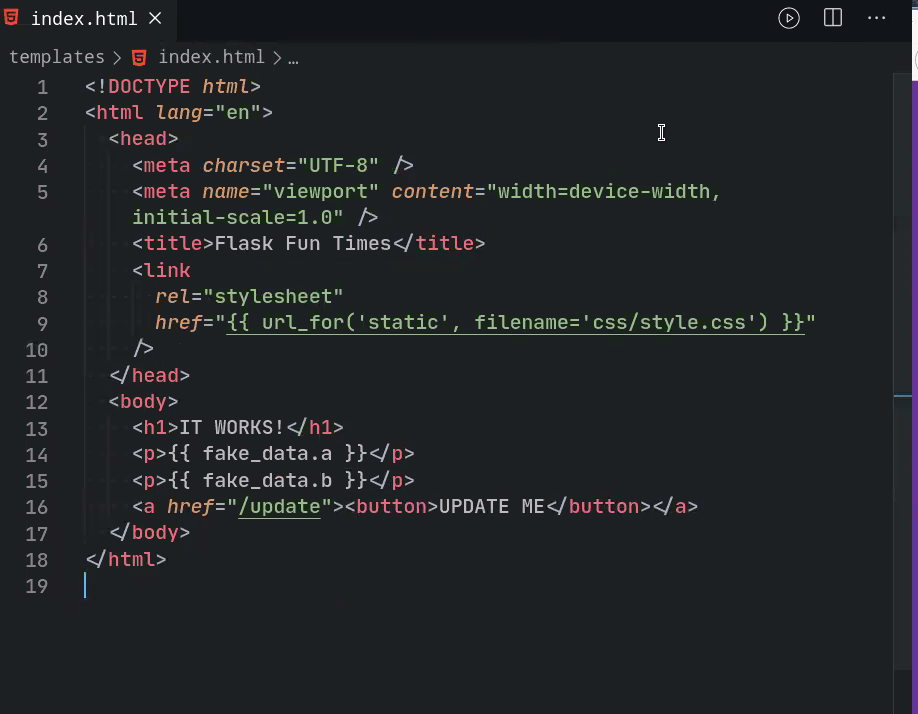 index.html ×
templates > index.html > …
1 <!DOCTYPE html>
2 <html lang="en">
3 <head>
4 <meta charset="UTF-8" />
5 <meta name="viewport" content="width=device-width,
initial-scale=1.0" />
6 <title>Flask Fun Times</title>
7 <link
8 rel="stylesheet"
9 href="{{ url_for('static', filename='css/style.css') }}"
10 />
11 </head>
12 <body>
13 <h1>IT WORKS!</h1>
14 <p>{{ fake_data.a }}</p>
15 <p>{{ fake_data.b }}</p>
16 <a href="/update"><button>UPDATE ME</button></a>
17 </body>
18 </html>
19